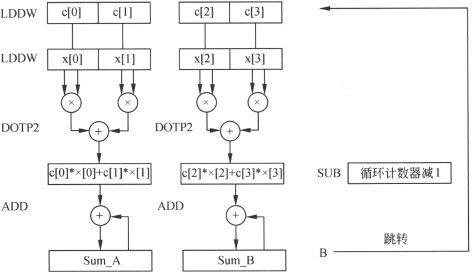 LDDW c[0] c[1] c[2] c[3]
LDDW x[0] x[1] x[2] x[3]
× × × ×
DOTP2 + DOTP2 +
c[0]*×[0]+c[1]*×[1] c[2]*×[2]+c[3]*×[3] SUB 循环计数器减1
ADD + ADD +
跳转
Sum_A Sum_B B